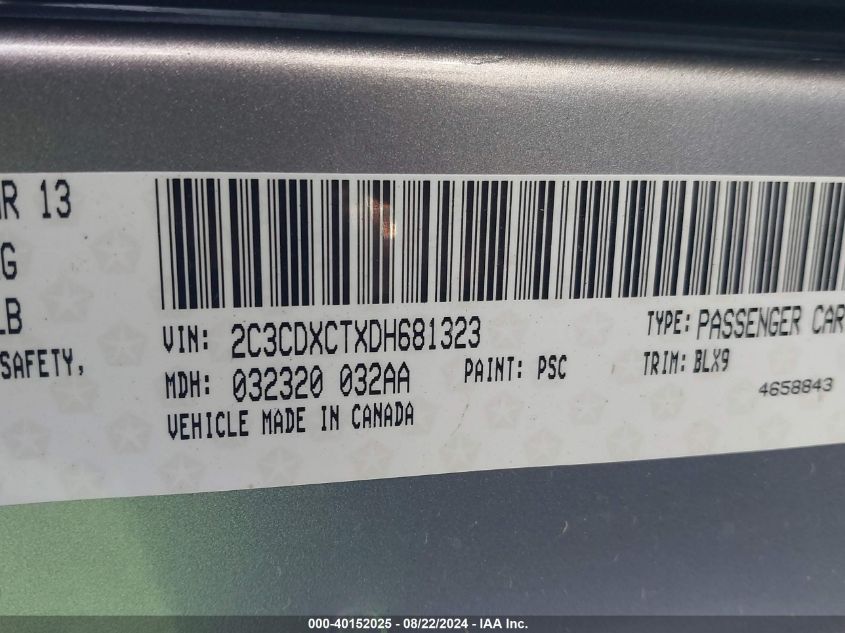 13
VIN: 2C3CDXCTXDH681323 TYPE: PASSENGER CAR
SAFETY,
MDH: 032320 032AA PAINT: PSC TRIM: BLX9
4658843
VEHICLE MADE IN CANADA
000-40152025 - 08/22/2024 - IAA Inc.